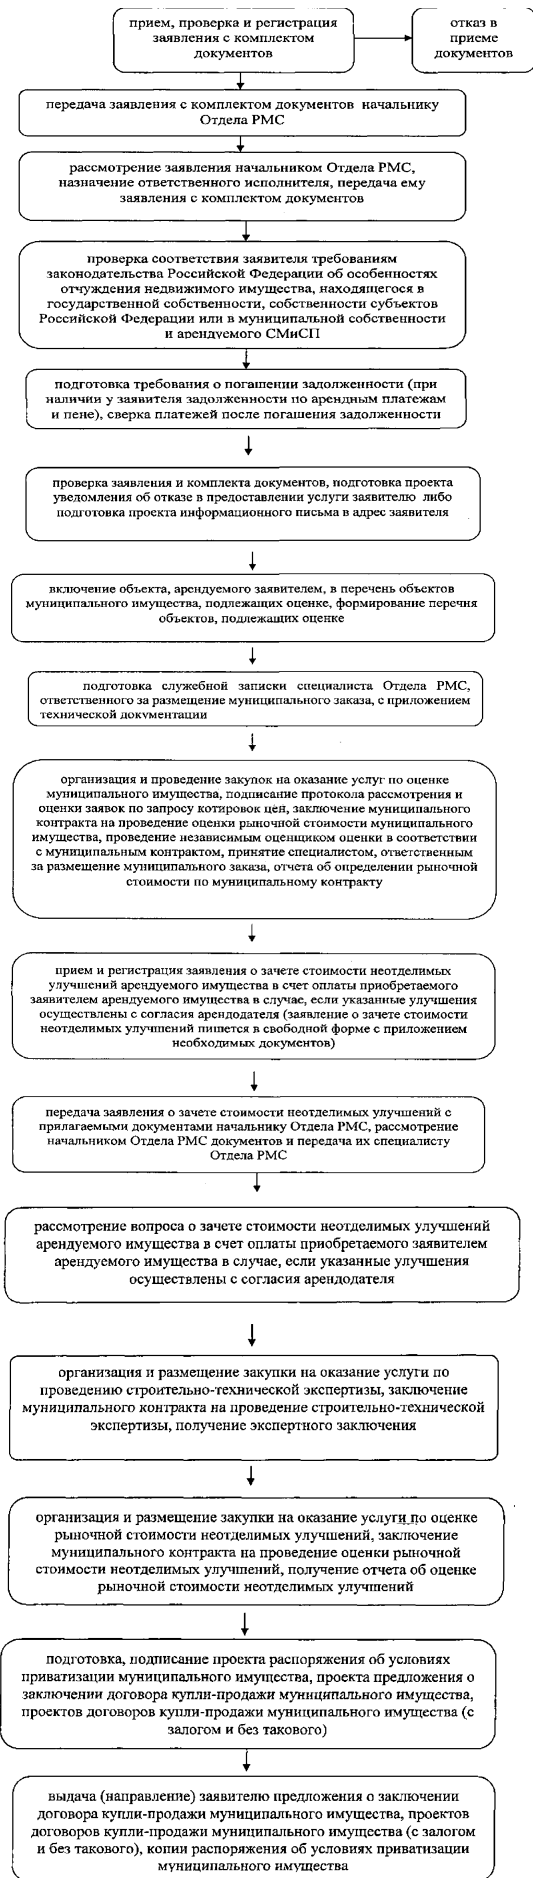 прием, проверка и регистрация
заявления с комплектом
документов
отказ в
приеме
документов
передача заявления с комплектом документов начальнику
Отдела РМС
рассмотрение заявления начальником Отдела РМС,
назначение ответственного исполнителя, передача ему
заявления с комплектом документов
проверка соответствия заявителя требованиям
законодательства Российской Федерации об особенностях
отчуждения недвижимого имущества, находящегося в
государственной собственности, собственности субъектов
Российской Федерации или в муниципальной собственности
и арендуемого СМиСП
подготовка требования о погашении задолженности (при
наличии у заявителя задолженности по арендным платежам
и пене), сверка платежей после погашения задолженности
проверка заявления и комплекта документов, подготовка проекта
уведомления об отказе в предоставлении услуги заявителю либо
подготовка проекта информационного письма в адрес заявителя
включение объекта, арендуемого заявителем, в перечень объектов
муниципального имущества, подлежащих оценке, формирование перечня
объектов, подлежащих оценке
подготовка служебной записки специалиста Отдела РМС,
ответственного за размещение муниципального заказа, с приложением
технической документации
организация и проведение закупок на оказание услуг по оценке
муниципального имущества, подписание протокола рассмотрения и
оценки заявок по запросу котировок цен, заключение муниципального
контракта на проведение оценки рыночной стоимости муниципального
имущества, проведение независимым оценщиком оценки в соответствии
с муниципальным контрактом, принятие специалистом, ответственным
за размещение муниципального заказа, отчета об определении рыночной
стоимости по муниципальному контракту
прием и регистрация заявления о зачете стоимости неотделимых
улучшений арендуемого имущества в счет оплаты приобретаемого
заявителем арендуемого имущества в случае, если указанные улучшения
осуществлены с согласия арендодателя (заявление о зачете стоимости
неотделимых улучшений пишется в свободной форме с приложением
необходимых документов)
передача заявления о зачете стоимости неотделимых улучшений с
прилагаемыми документами начальнику Отдела РМС, рассмотрение
начальником Отдела РМС документов и передача их специалисту
Отдела РМС
рассмотрение вопроса о зачете стоимости неотделимых улучшений
арендуемого имущества в счет оплаты приобретаемого заявителем
арендуемого имущества в случае, если указанные улучшения
осуществлены с согласия арендодателя
организация и размещение закупки на оказание услуги по
проведению строительно-технической экспертизы, заключение
муниципального контракта на проведение строительно-технической
экспертизы, получение экспертного заключения
организация и размещение закупки на оказание услуги по оценке
рыночной стоимости неотделимых улучшений, заключение
муниципального контракта на проведение оценки рыночной
стоимости неотделимых улучшений, получение отчета об оценке
рыночной стоимости неотделимых улучшений
подготовка, подписание проекта распоряжения об условиях
приватизации муниципального имущества, проекта предложения о
заключении договора купли-продажи муниципального имущества,
проектов договоров купли-продажи муниципального имущества (с
залогом и без такового)
выдача (направление) заявителю предложения о заключении
договора купли-продажи муниципального имущества, проектов
договоров купли-продажи муниципального имущества (с залогом
и без такового), копии распоряжения об условиях приватизации
муниципального имущества